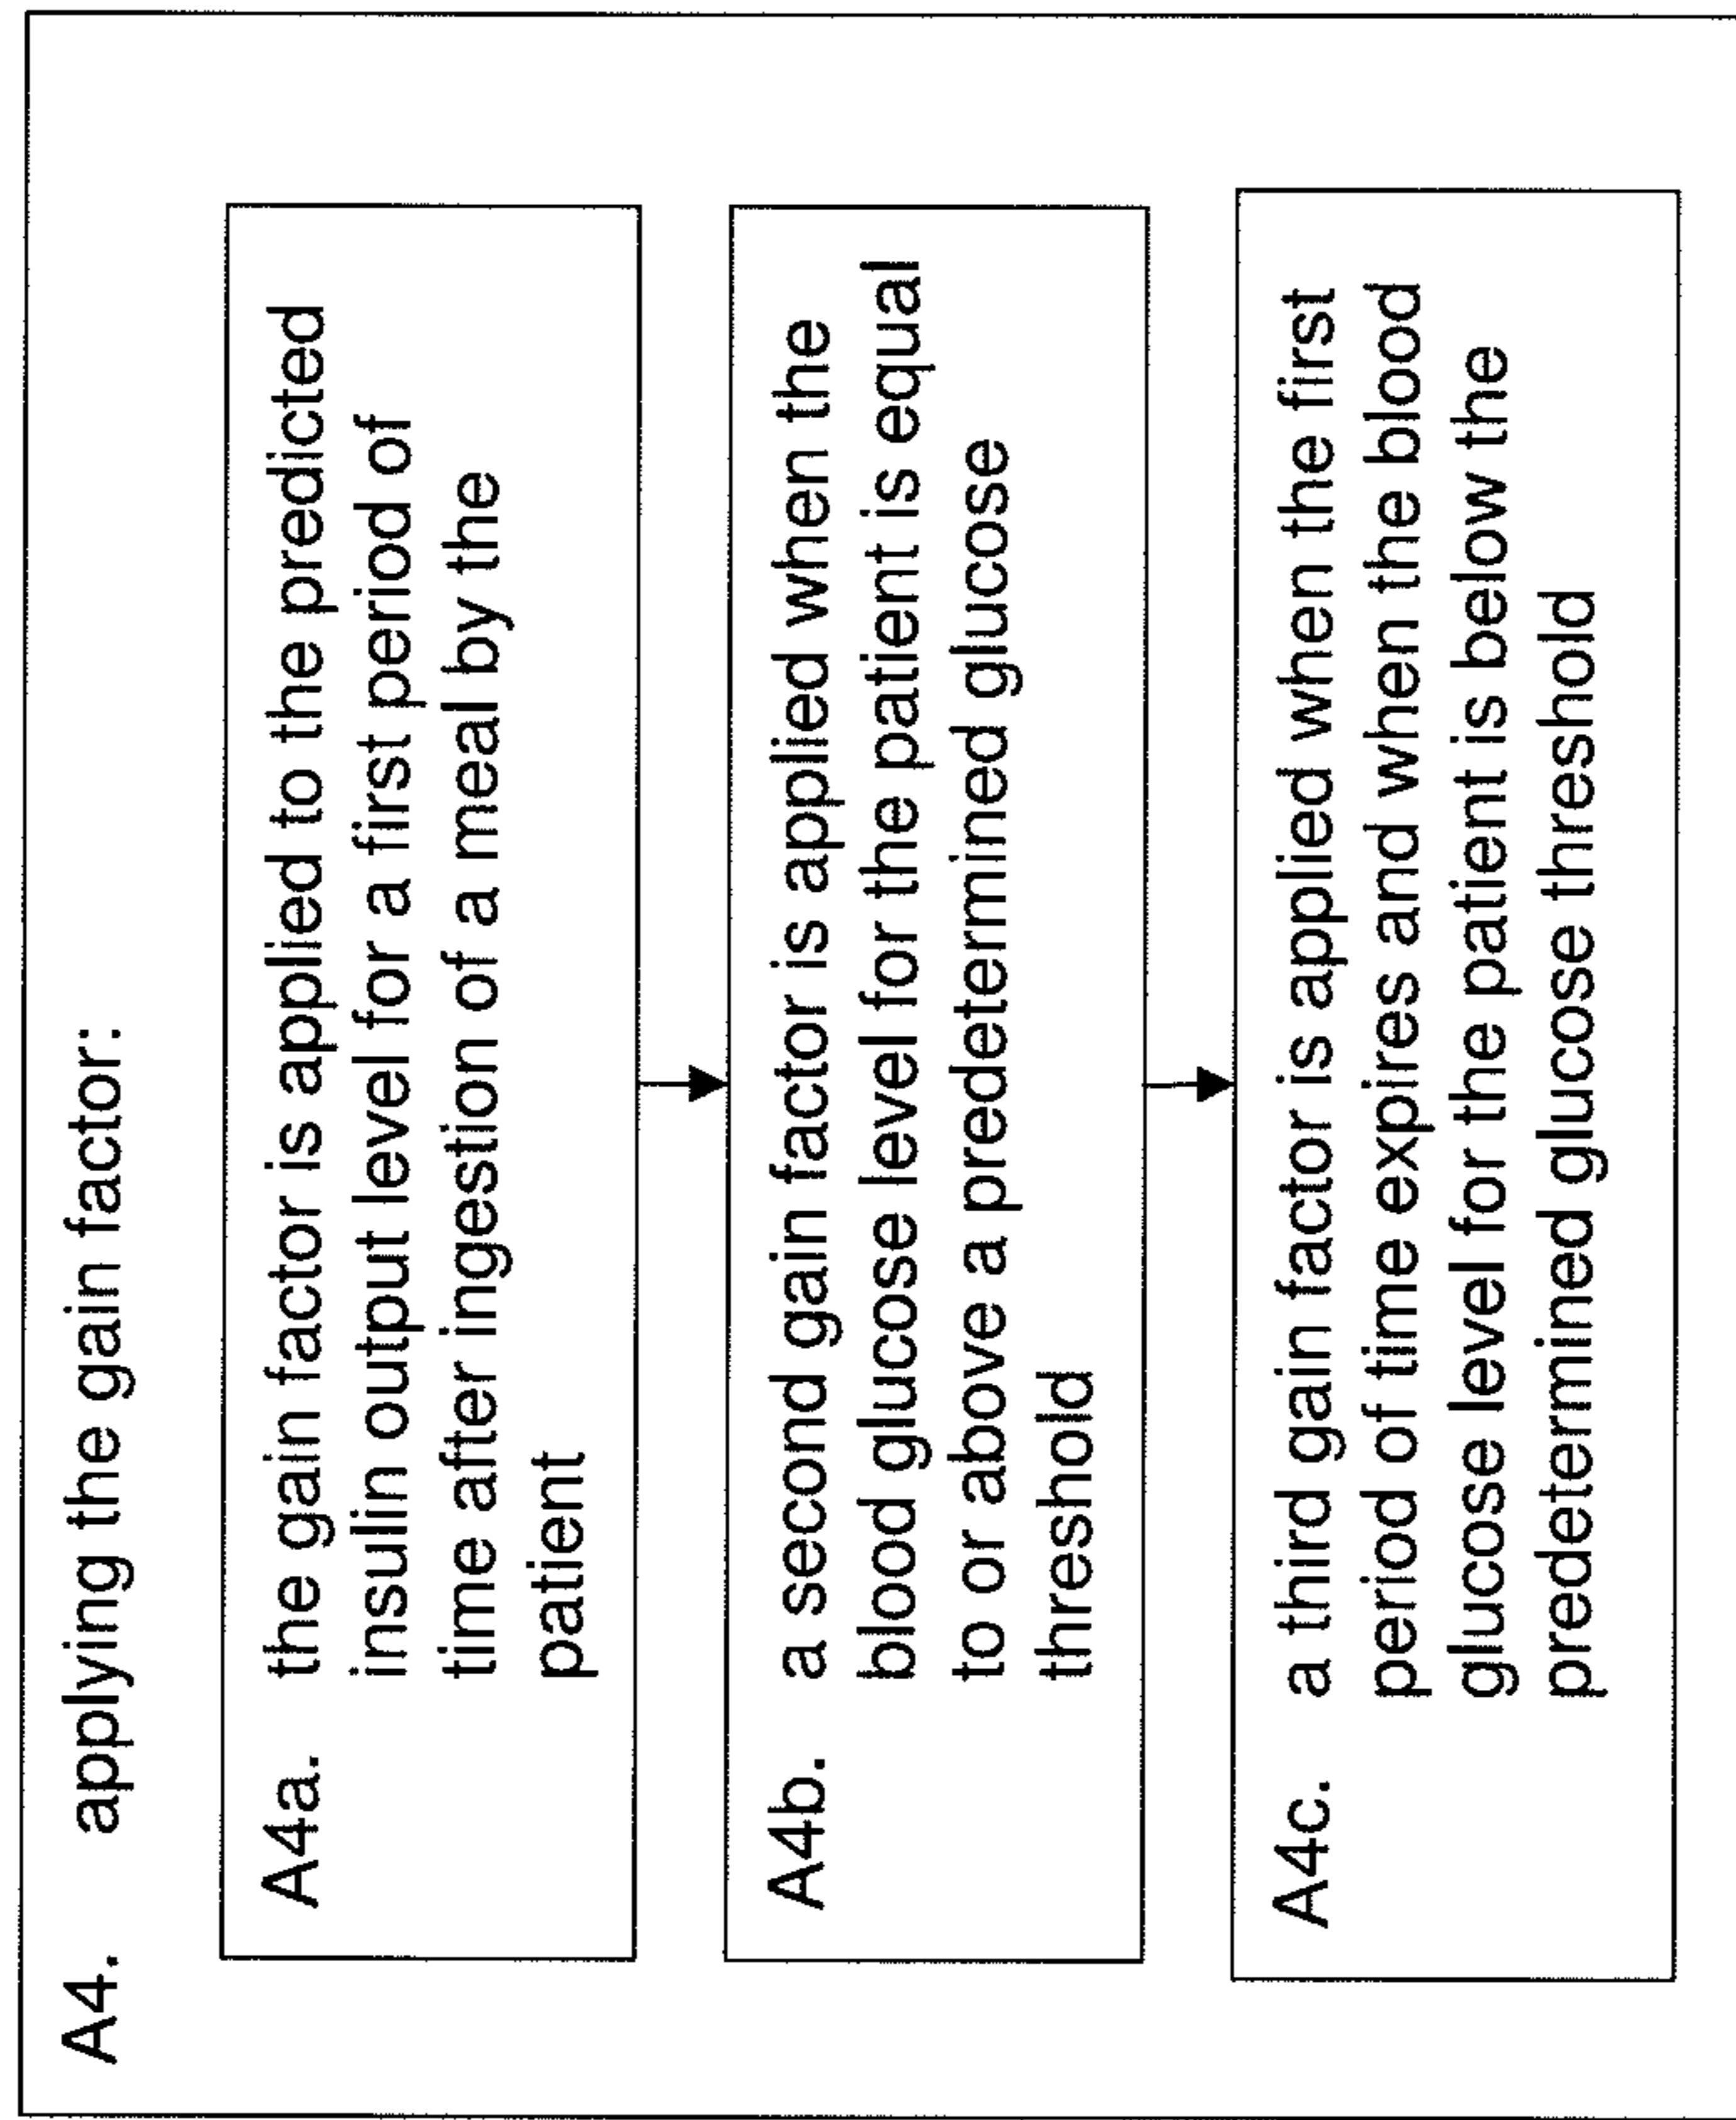 A4. applying the gain factor:
A4a. the gain factor is applied to the predicted
insulin output level for a first period of
time after ingestion of a meal by the
patient
A4b. a second gain factor is applied when the
blood glucose level for the patient is equal
to or above a predetermined glucose
threshold
A4c. a third gain factor is applied when the first
period of time expires and when the blood
glucose level for the patient is below the
predetermined glucose threshold